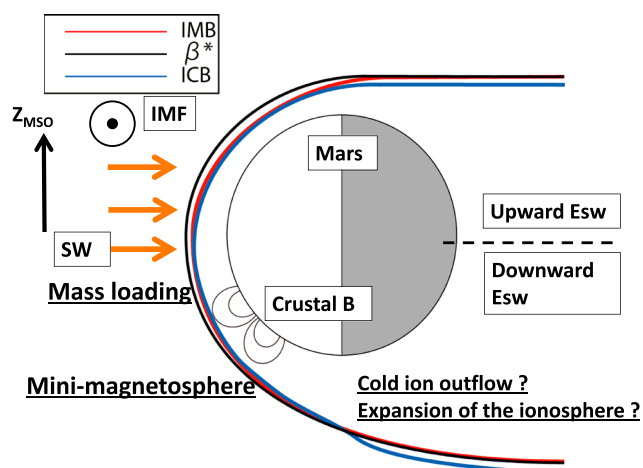 IMB
β*
ICB
Z_MSO
IMF
Mars
Upward Esw
SW
Downward
Esw
Mass loading
Crustal B
Mini-magnetosphere
Cold ion outflow ?
Expansion of the ionosphere ?